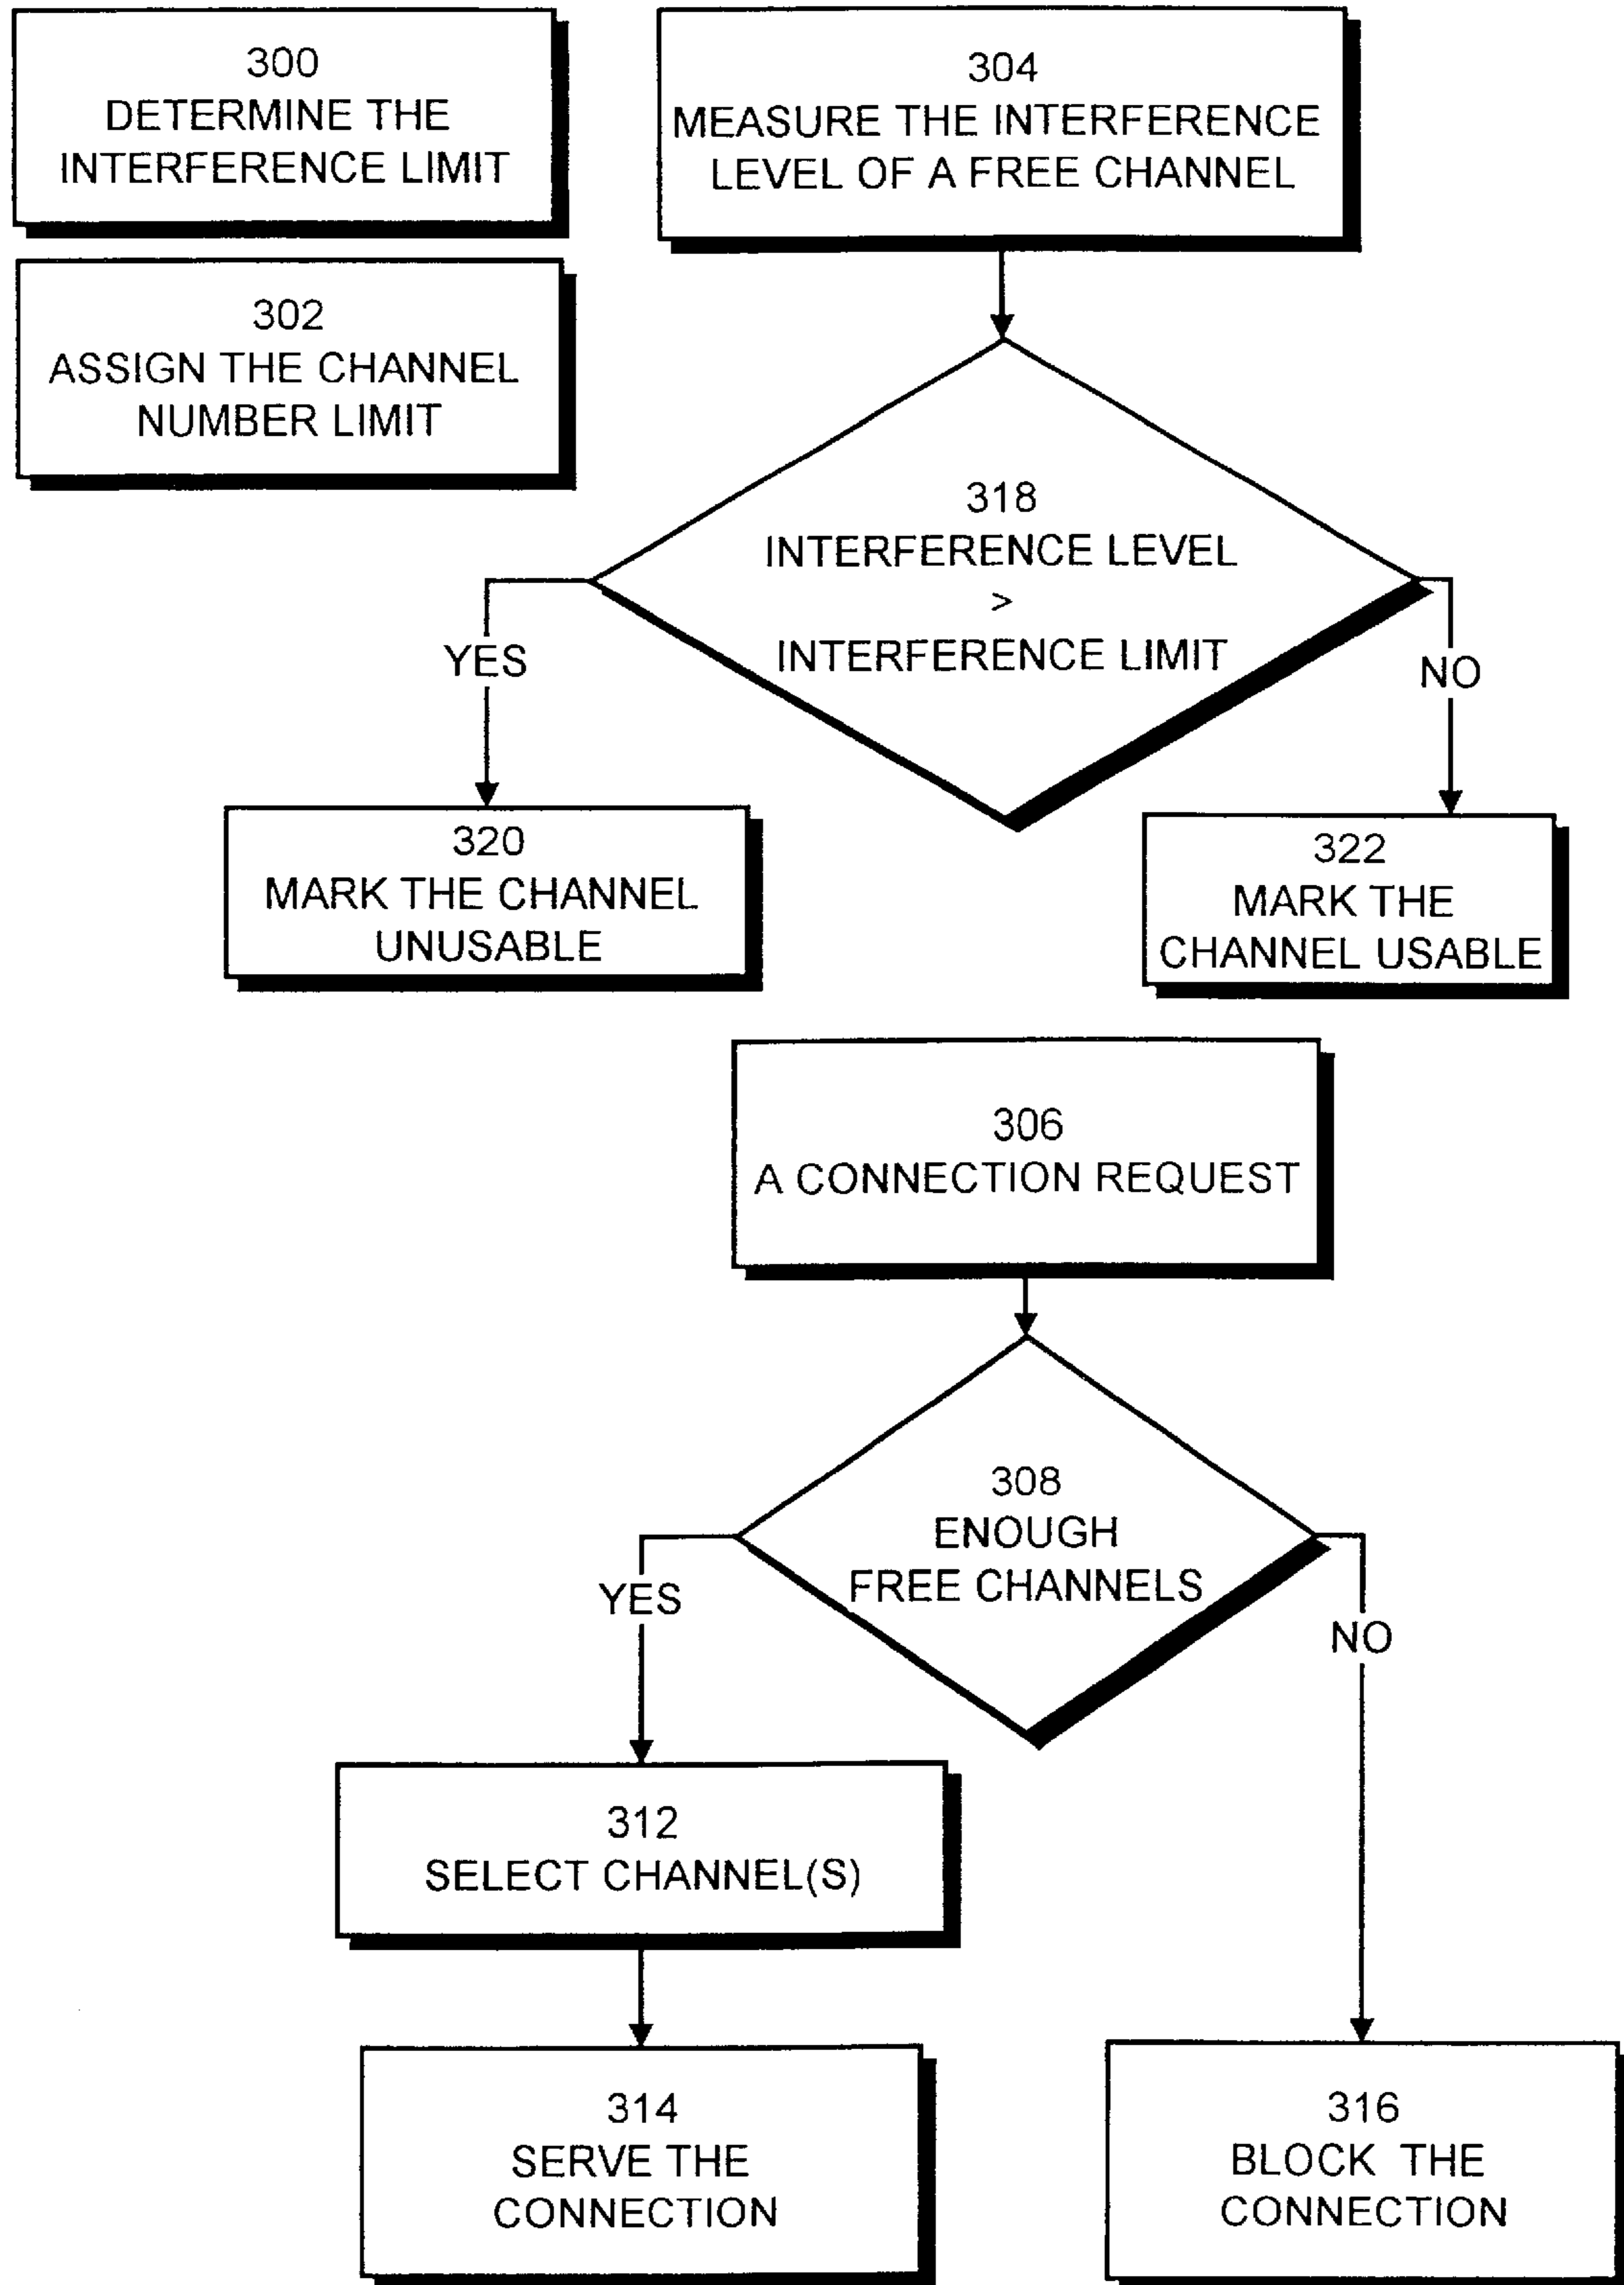 300
DETERMINE THE
INTERFERENCE LIMIT
302
ASSIGN THE CHANNEL
NUMBER LIMIT
304
MEASURE THE INTERFERENCE
LEVEL OF A FREE CHANNEL
318
INTERFERENCE LEVEL
>
INTERFERENCE LIMIT
YES
NO
320
MARK THE CHANNEL
UNUSABLE
322
MARK THE
CHANNEL USABLE
306
A CONNECTION REQUEST
308
ENOUGH
FREE CHANNELS
YES
NO
312
SELECT CHANNEL(S)
314
SERVE THE
CONNECTION
316
BLOCK THE
CONNECTION